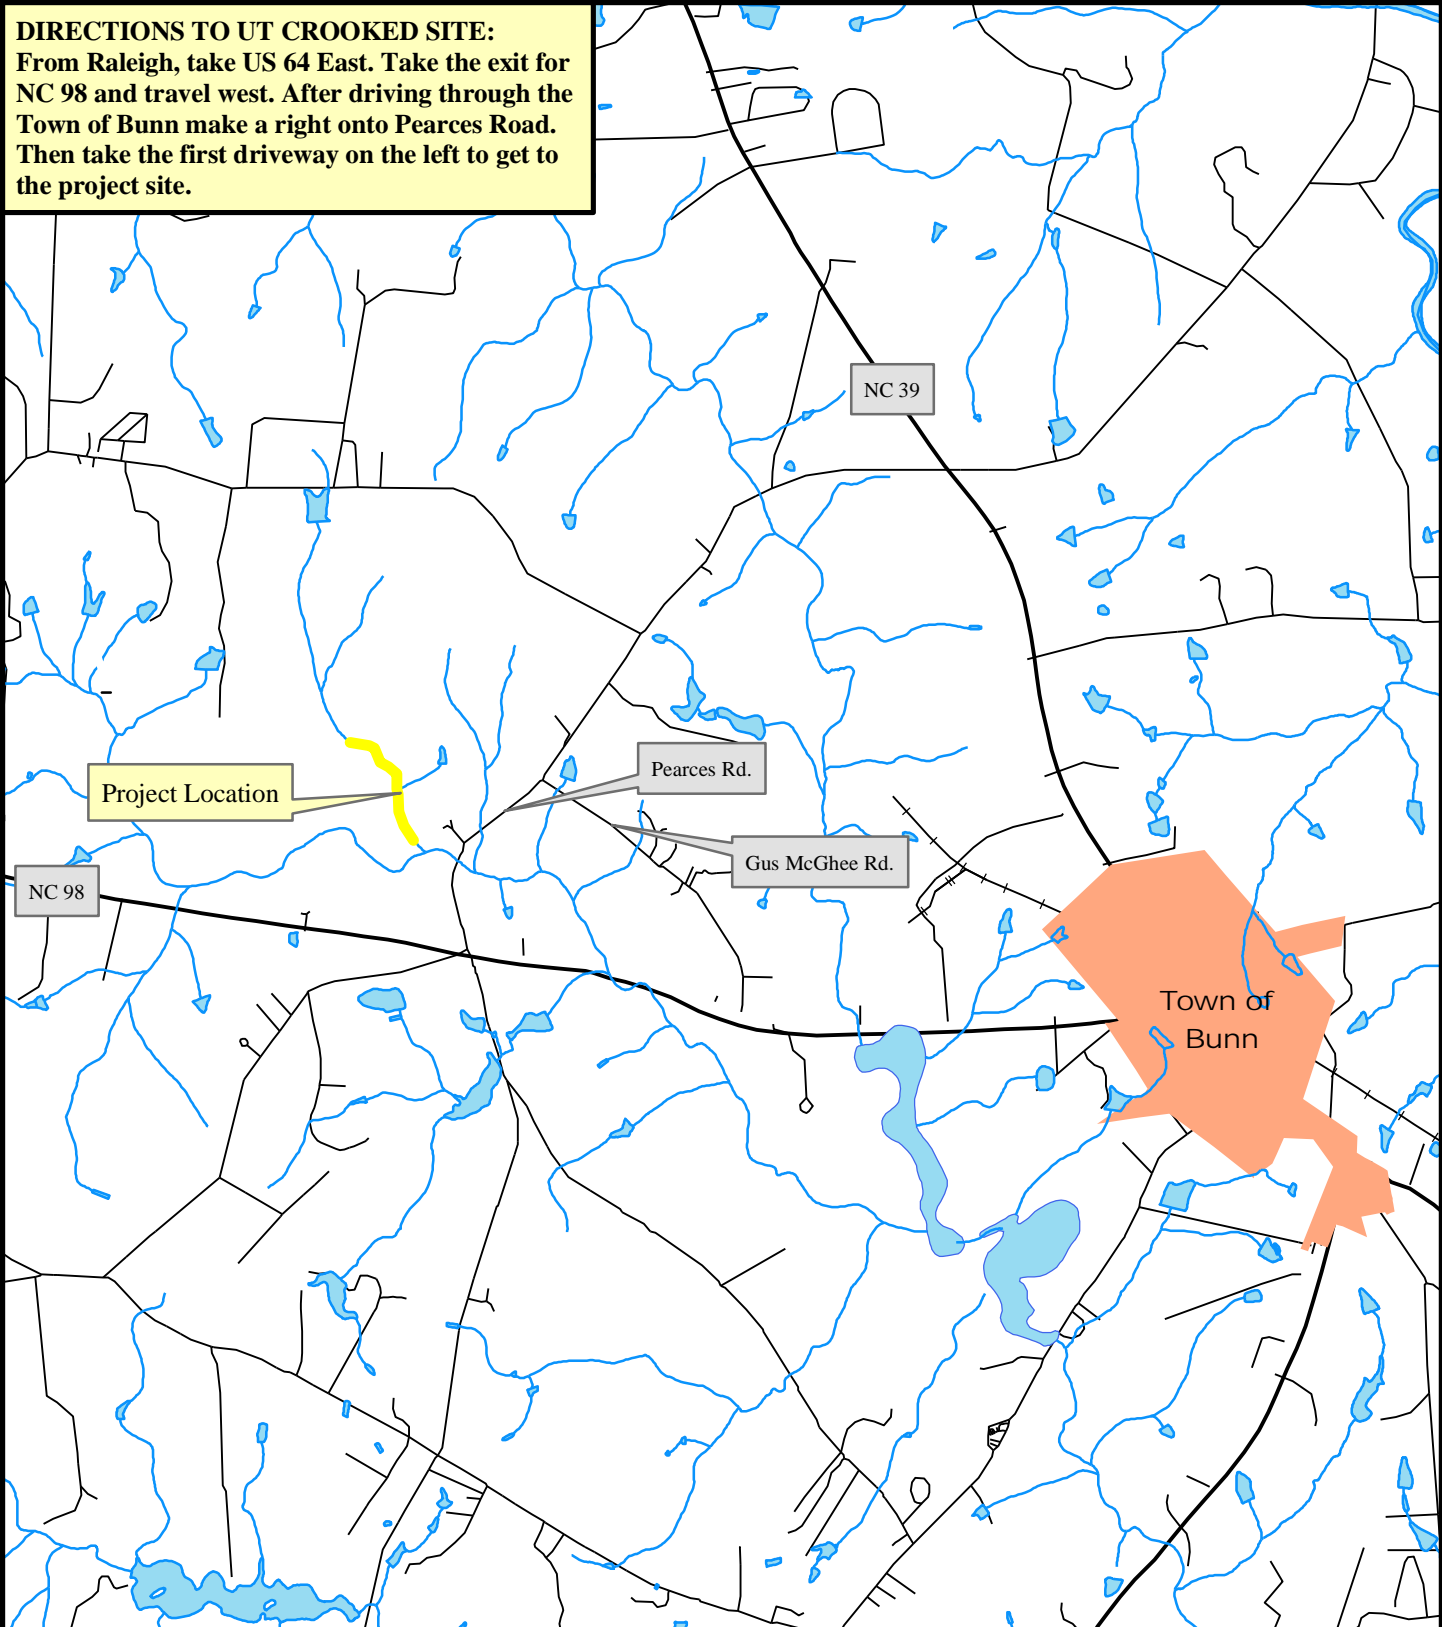 DIRECTIONS TO UT CROOKED SITE:
From Raleigh, take US 64 East. Take the exit for
NC 98 and travel west. After driving through the
Town of Bunn make a right onto Pearces Road.
Then take the first driveway on the left to get to
the project site.
NC 39
Pearces Rd.
Project Location
Gus McGhee Rd.
NC 98
Town of
Bunn